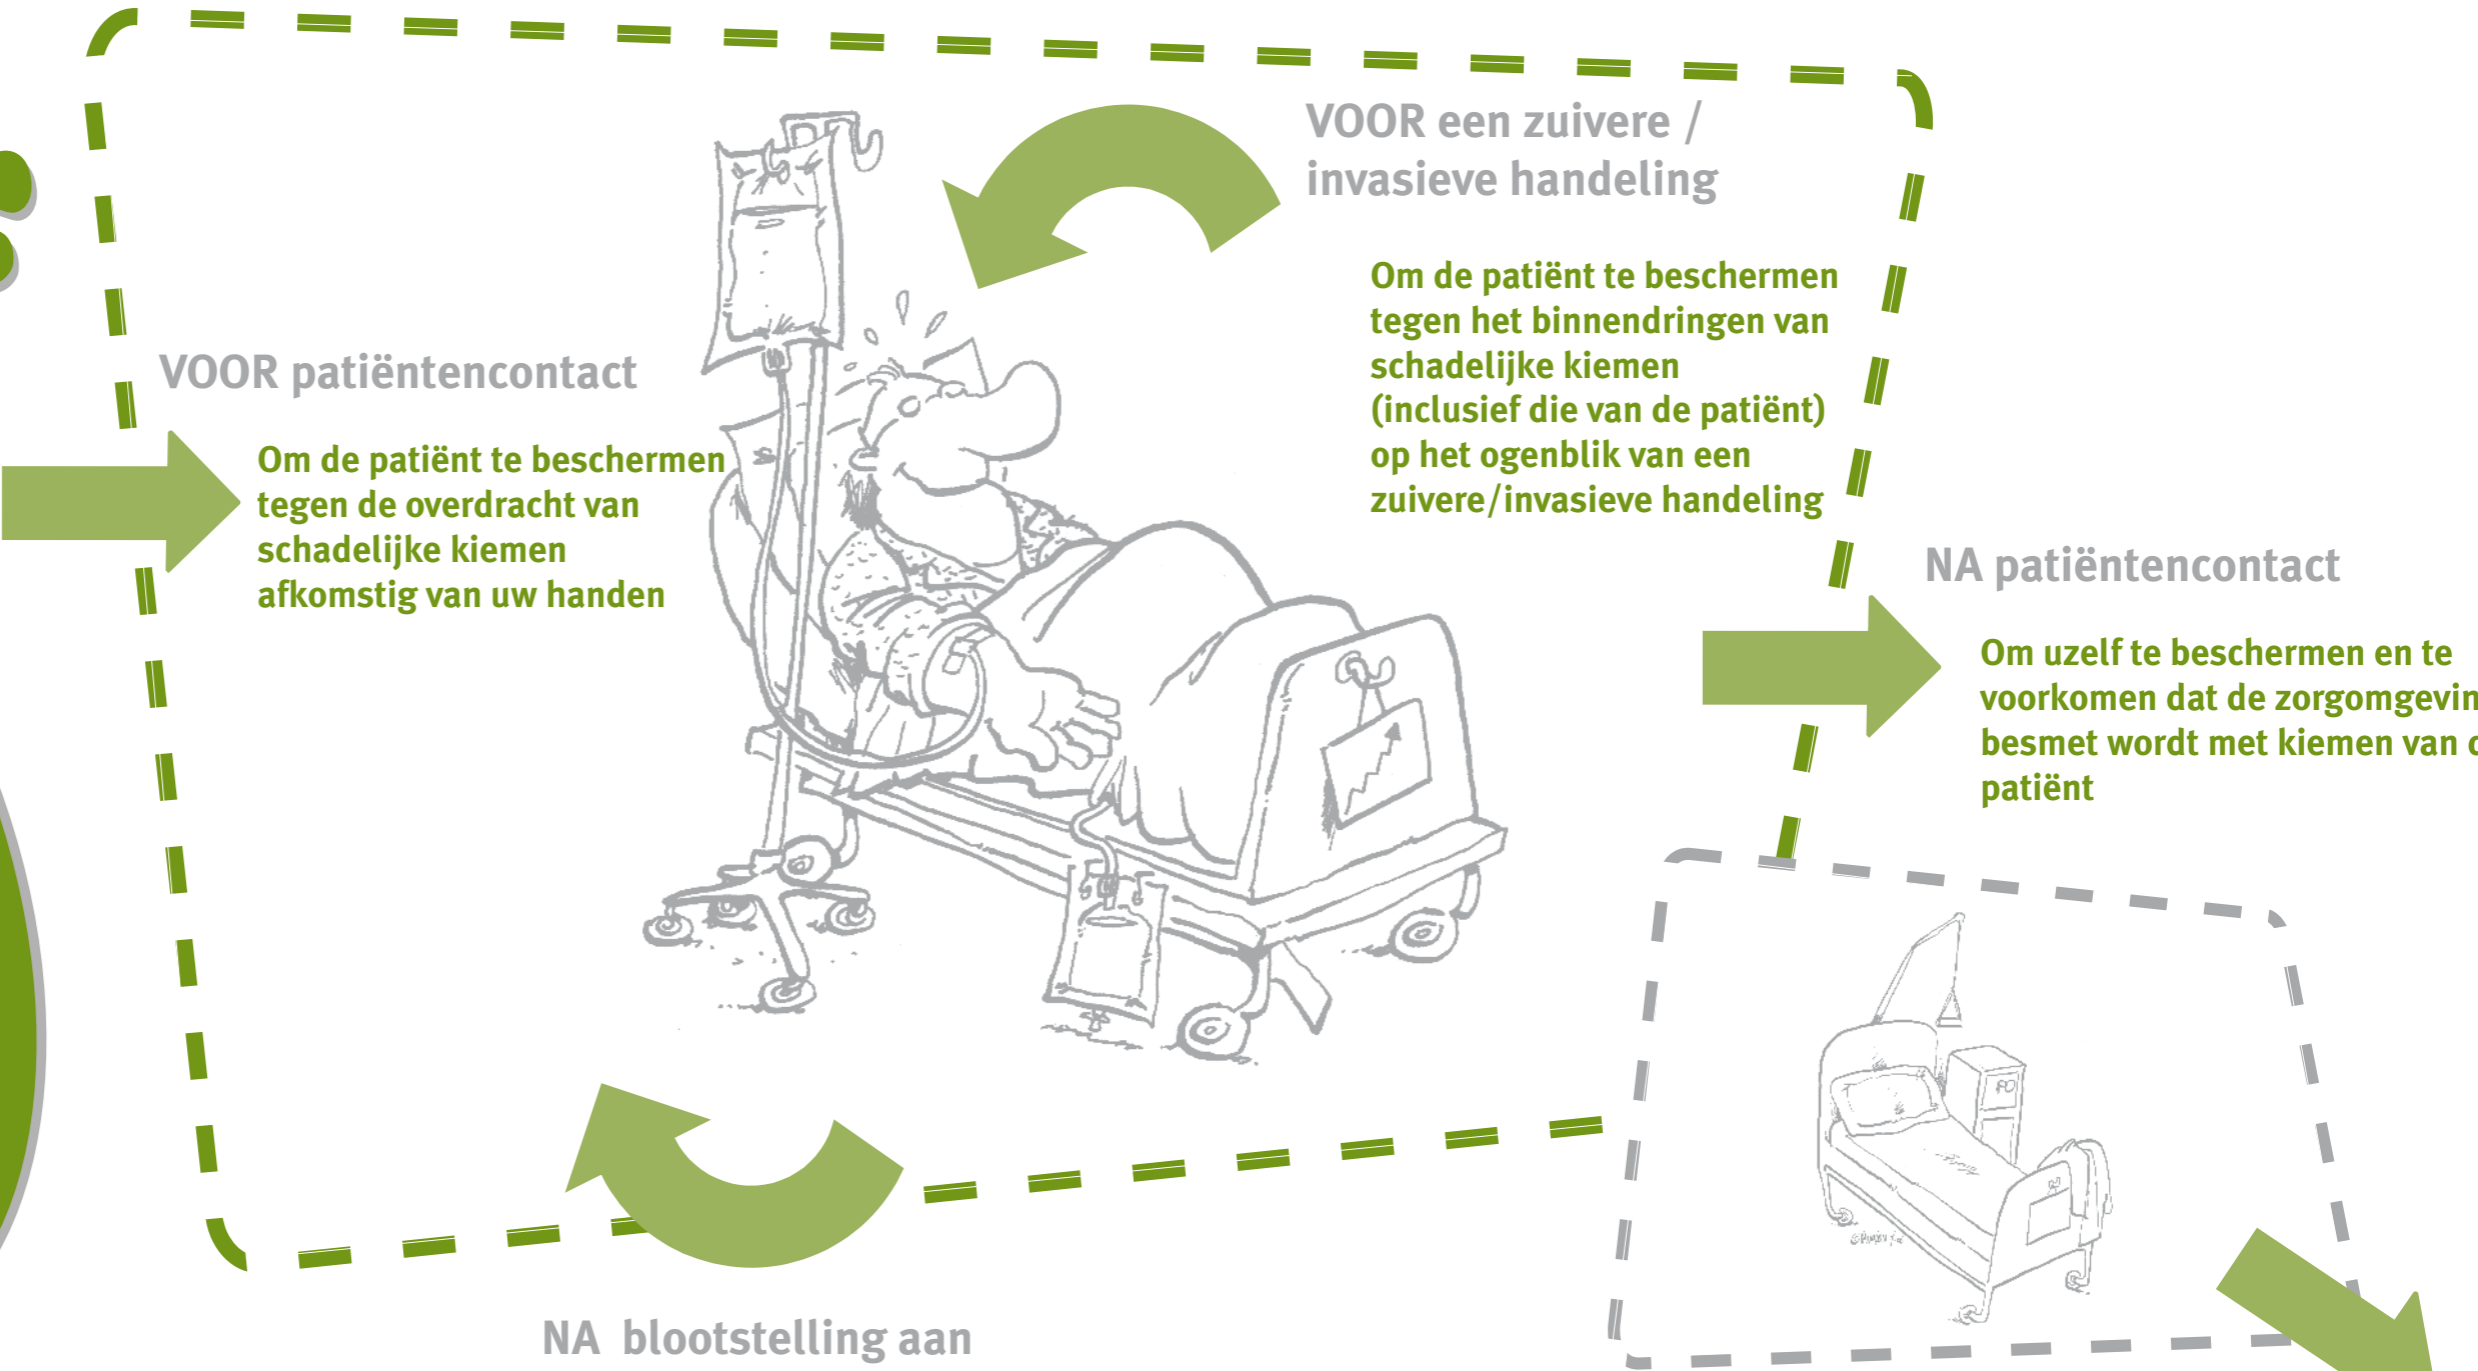 VOOR een zuivere /
invasieve handeling
Om de patiënt te beschermen
tegen het binnendringen van
schadelijke kiemen
(inclusief die van de patiënt)
op het ogenblik van een
zuivere/invasieve handeling
VOOR patiëntencontact
Om de patiënt te beschermen
tegen de overdracht van
schadelijke kiemen
afkomstig van uw handen
NA patiëntencontact
Om uzelf te beschermen en te
voorkomen dat de zorgomgevin
besmet wordt met kiemen van
patiënt
NA blootstelling aan